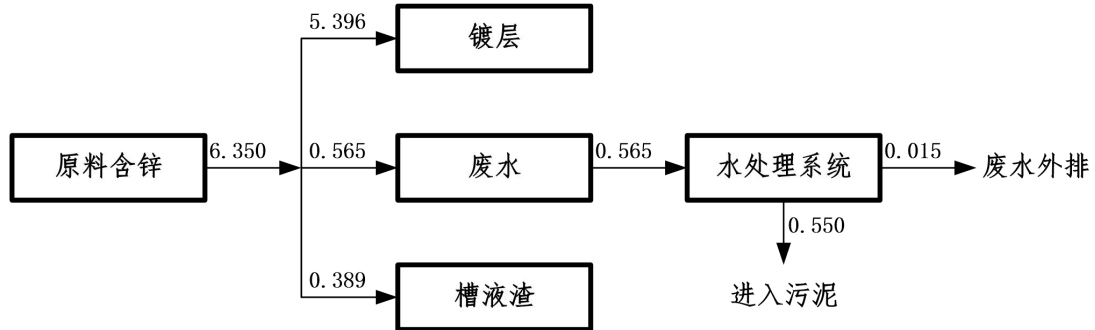 5.396
镀层
原料含锌
6.350
0.565
废水
0.565
水处理系统
0.015
废水外排
0.550
进入污泥
0.389
槽液渣